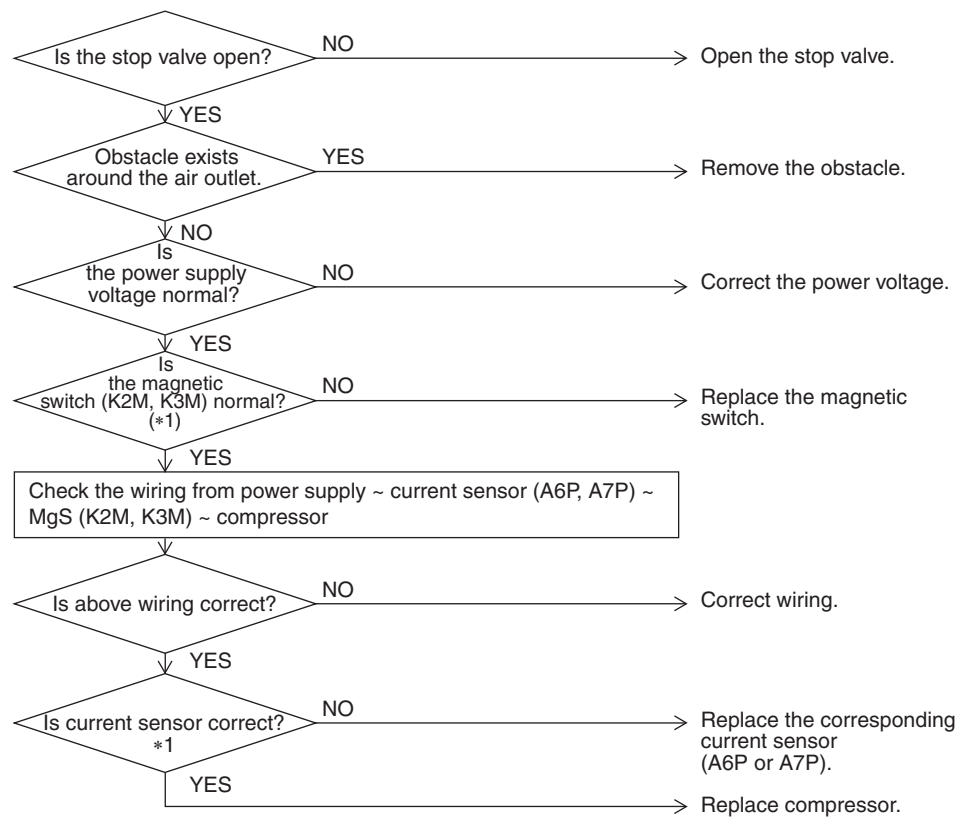 Is the stop valve open?
NO
Open the stop valve.
YES
Obstacle exists
around the air outlet.
YES
Remove the obstacle.
NO
Is
the power supply
voltage normal?
NO
Correct the power voltage.
YES
Is
the magnetic
switch (K2M, K3M) normal?
(*1)
NO
Replace the magnetic
switch.
YES
Check the wiring from power supply ~ current sensor (A6P, A7P) ~
MgS (K2M, K3M) ~ compressor
Is above wiring correct?
NO
Correct wiring.
YES
Is current sensor correct?
*1
NO
Replace the corresponding
current sensor
(A6P or A7P).
YES
Replace compressor.